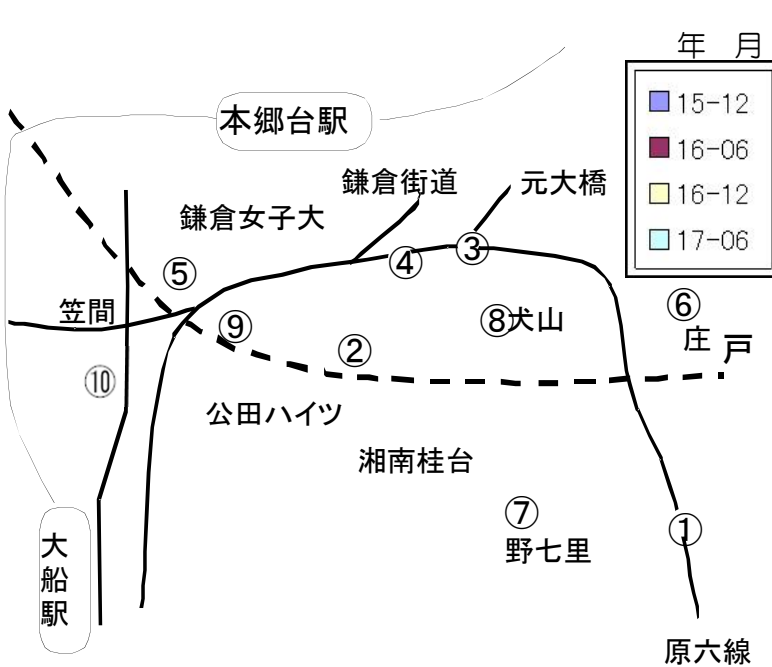 年 月
15-12
16-06
16-12
17-06
本郷台駅
鎌倉街道
元大橋
鎌倉女子大
③
④
⑤
⑥
笠間
⑨
⑧犬山
庄戸
②
⑩
公田ハイツ
湘南桂台
⑦
野七里
①
大船駅
原六線